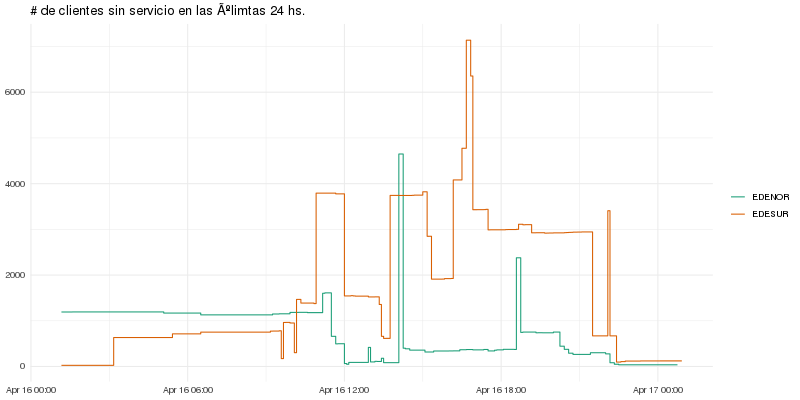 # de clientes sin servicio en las Ãºlimtas 24 hs.
6000
4000
2000
0
Apr 16 00:00
Apr 16 06:00
Apr 16 12:00
Apr 16 18:00
Apr 17 00:00
EDENOR
EDESUR